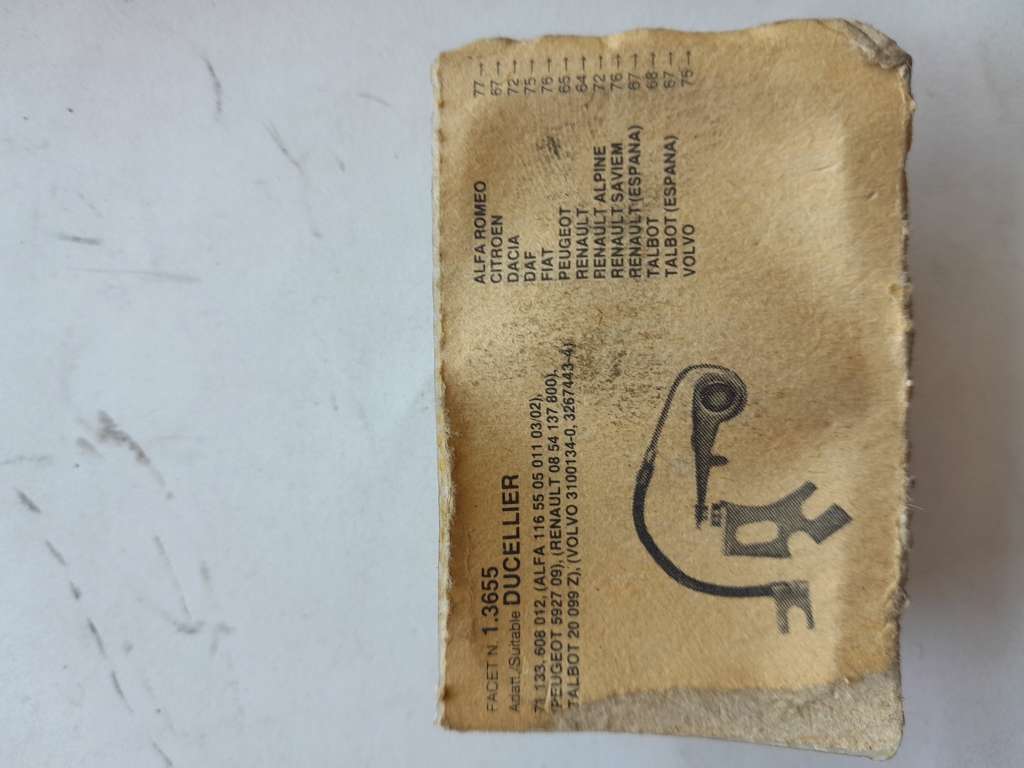 FACET N. 1.3655
Adatt./Suitable DUCELLIER
71 133. 608 012, (ALFA 116 55 05 011 03/02),
PEUGEOT 5927 09), (RENAULT 08 54 137 800),
TALBOT 20 099 Z), (VOLVO 3100134-0, 3267443-4)
ALFA ROMEO 77→
CITROEN 67→
DACIA 72→
DAF 75→
FIAT 76→
PEUGEOT 65→
RENAULT 64→
RENAULT ALPINE 72→
RENAULT SAVIEM 76→
RENAULT (ESPANA) 67→
TALBOT 68→
TALBOT (ESPANA) 67→
VOLVO 75→